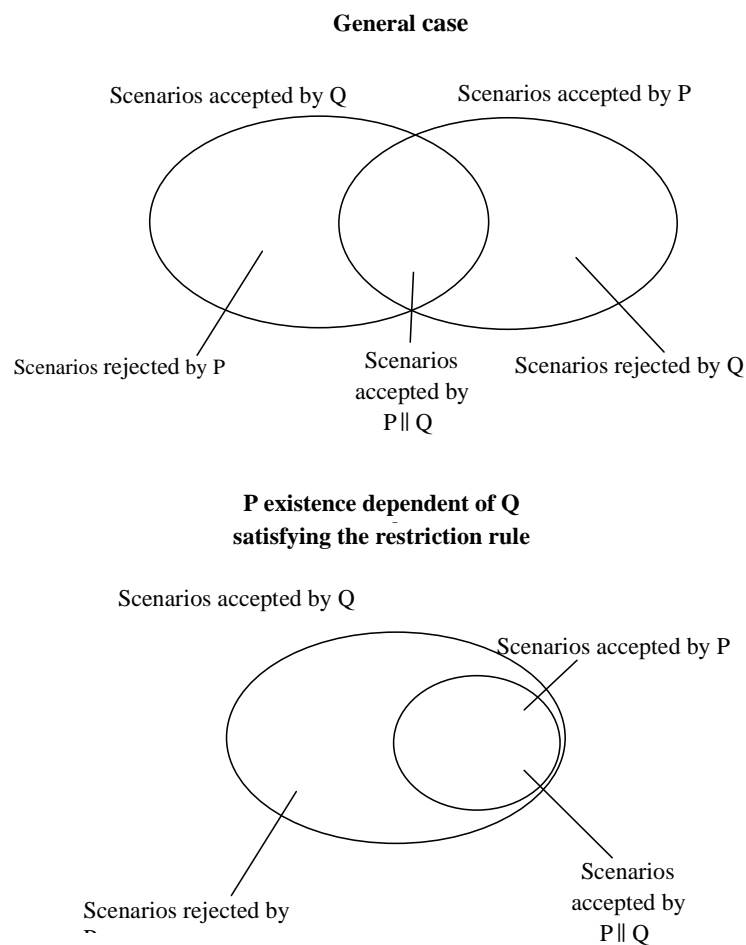 General case
Scenarios accepted by Q
Scenarios accepted by P
Scenarios rejected by P
Scenarios
accepted by
P || Q
Scenarios rejected by Q
P existence dependent of Q
satisfying the restriction rule
Scenarios accepted by Q
Scenarios accepted by P
Scenarios rejected by
Scenarios
accepted by
P || Q